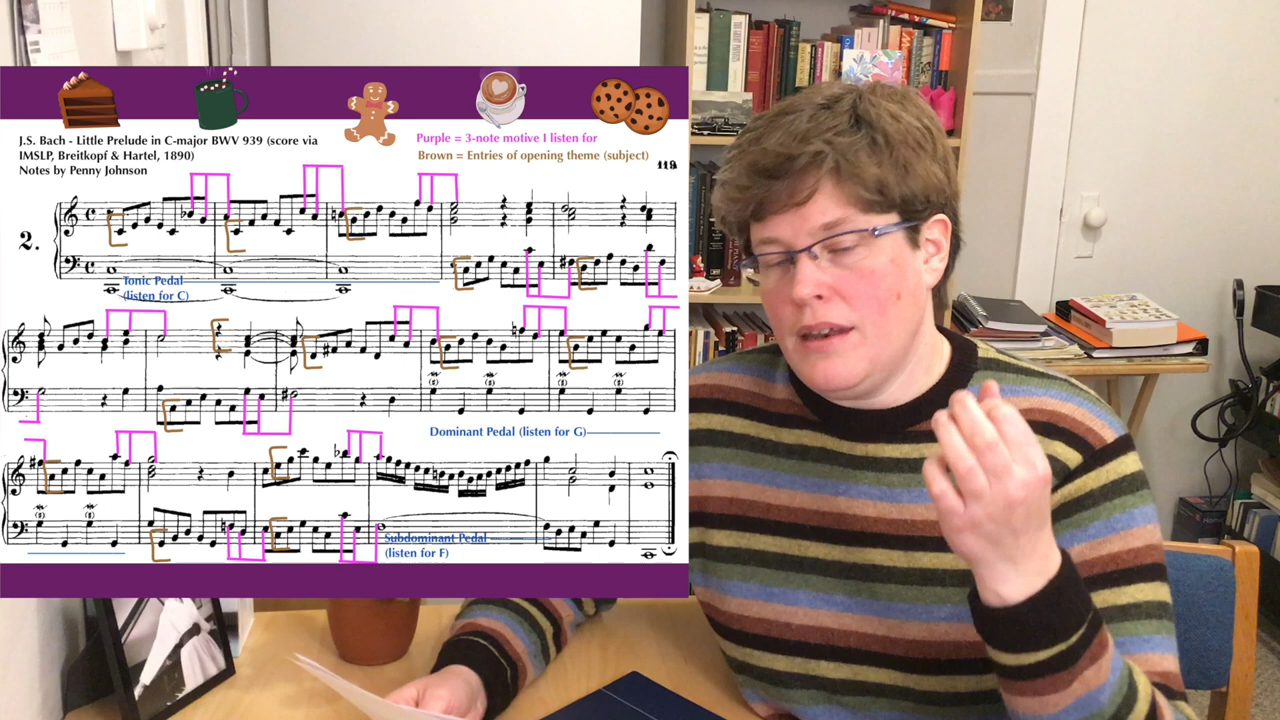 J.S. Bach - Little Prelude in C-major BWV 939 (score via
IMSLP, Breitkopf & Hartel, 1890)
Notes by Penny Johnson
Purple = 3-note motive I listen for
Brown = Entries of opening theme (subject)
2.
Tonic Pedal
(listen for C)
Dominant Pedal (listen for G)
Subdominant Pedal
(listen for F)